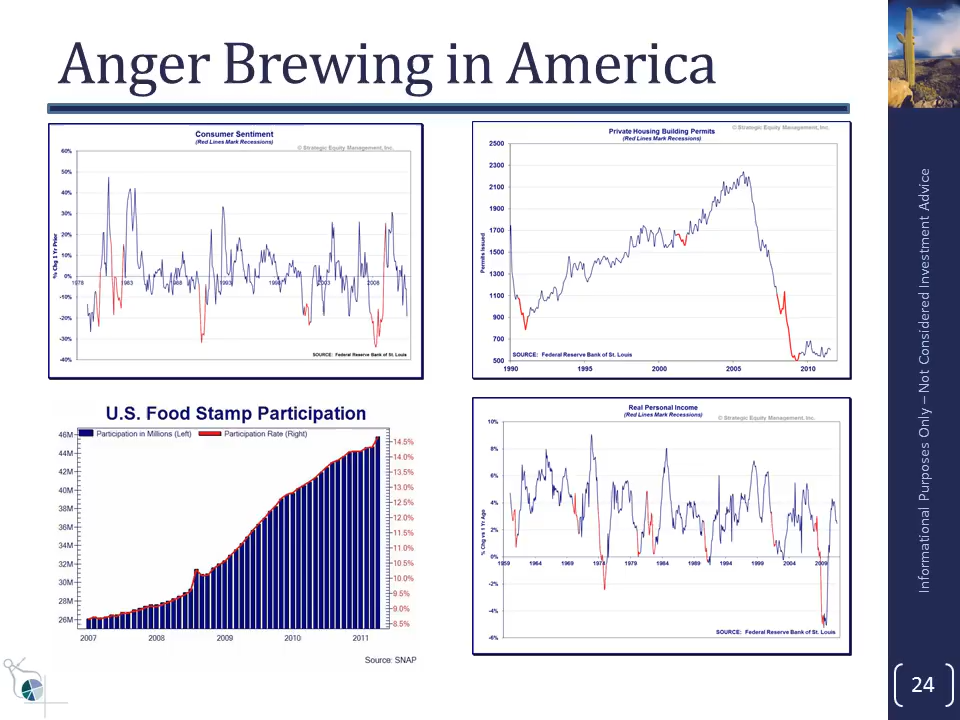 Anger Brewing in America
Consumer Sentiment
(Red Lines Mark Recessions)
© Strategic Equity Management, Inc.
60%
50%
40%
30%
20%
10%
0%
-10%
-20%
-30%
-40%
% Chg 1 Yr Prior
1978 1983 1988 1993 1998 2003 2008
SOURCE: Federal Reserve Bank of St. Louis
© Strategic Equity Management, Inc.
Private Housing Building Permits
(Red Lines Mark Recessions)
2500
2300
2100
1900
1700
1500
1300
1100
900
700
500
Permits Issued
SOURCE: Federal Reserve Bank of St. Louis
1990 1995 2000 2005 2010
U.S. Food Stamp Participation
Participation in Millions (Left) Participation Rate (Right)
46M
44M
42M
40M
38M
36M
34M
32M
30M
28M
26M
14.5%
14.0%
13.5%
13.0%
12.5%
12.0%
11.5%
11.0%
10.5%
10.0%
9.5%
9.0%
8.5%
2007 2008 2009 2010 2011
Source: SNAP
Real Personal Income
(Red Lines Mark Recessions)
© Strategic Equity Management, Inc.
10%
8%
6%
4%
2%
0%
-2%
-4%
-6%
% Chg vs 1 Yr Ago
1959 1964 1969 1974 1979 1984 1989 1994 1999 2004 2009
SOURCE: Federal Reserve Bank of St. Louis
Informational Purposes Only – Not Considered Investment Advice
24